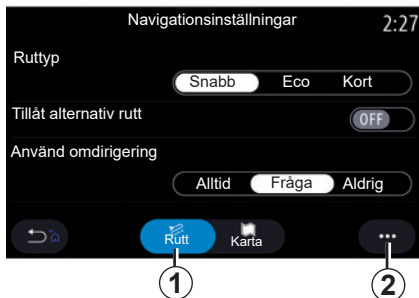 Navigationsinställningar 2:27
Ruttyp
Snabb Eco Kort
Tillåt alternativ rutt OFF
Använd omdirigering
Alltid Fråga Aldrig
Rutt Karta
1 2